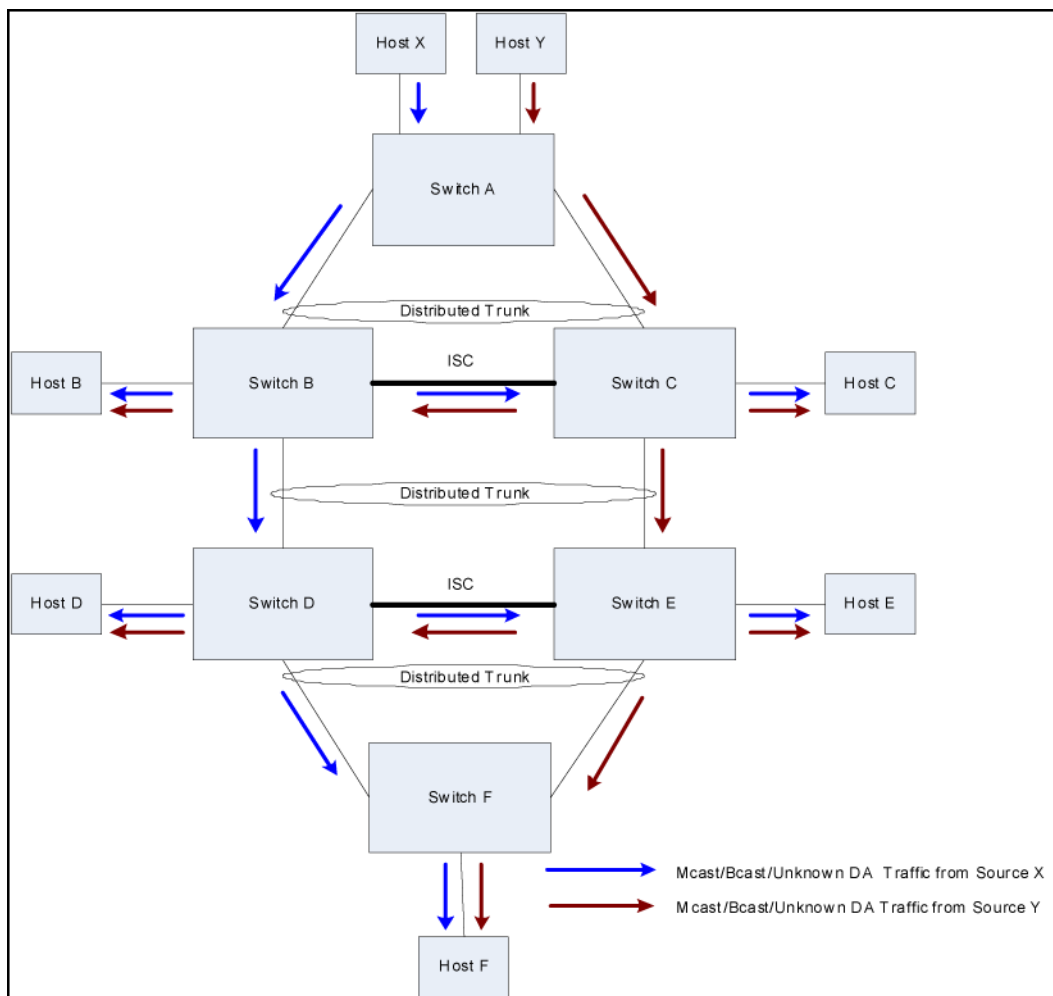 Host X
Host Y
Switch A
Distributed Trunk
Host B
Switch B
ISC
Switch C
Host C
Distributed Trunk
Host D
Switch D
ISC
Switch E
Host E
Distributed Trunk
Switch F
Mcast/Bcast/Unknown DA Traffic from Source X
Mcast/Bcast/Unknown DA Traffic from Source Y
Host F